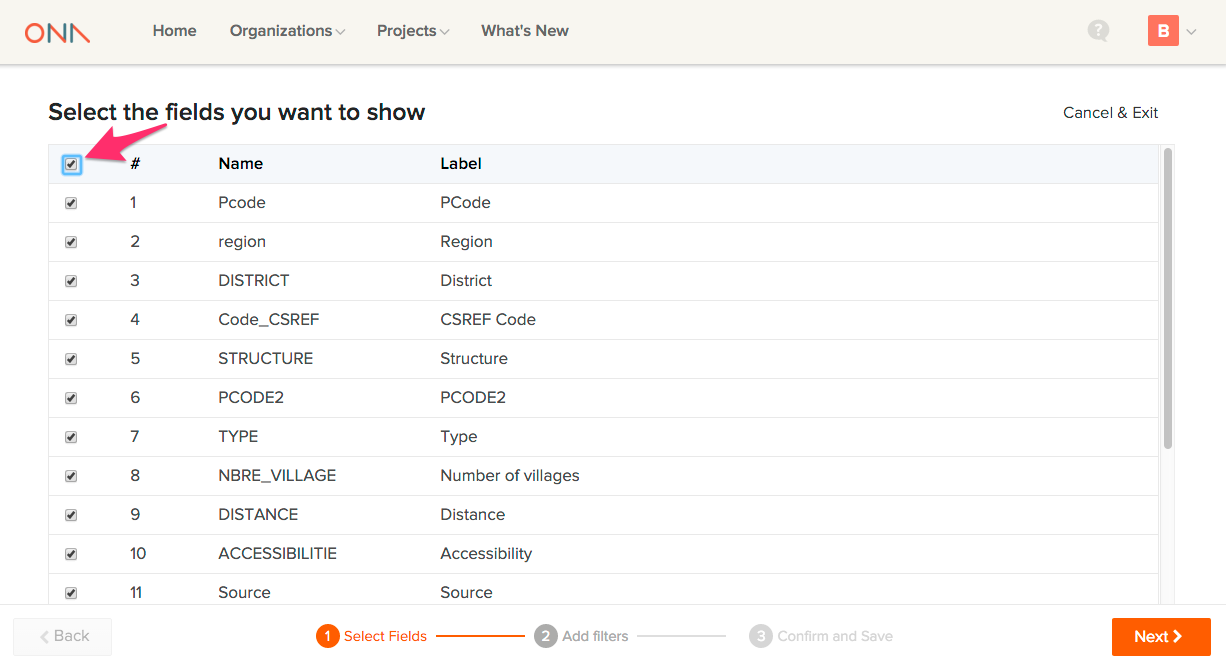 ONA Home Organizations Projects What's New ? B
Select the fields you want to show Cancel & Exit
# Name Label
1 Pcode PCode
2 region Region
3 DISTRICT District
4 Code_CSREF CSREF Code
5 STRUCTURE Structure
6 PCODE2 PCODE2
7 TYPE Type
8 NBRE_VILLAGE Number of villages
9 DISTANCE Distance
10 ACCESSIBILITIE Accessibility
11 Source Source
Back 1 Select Fields 2 Add filters 3 Confirm and Save Next